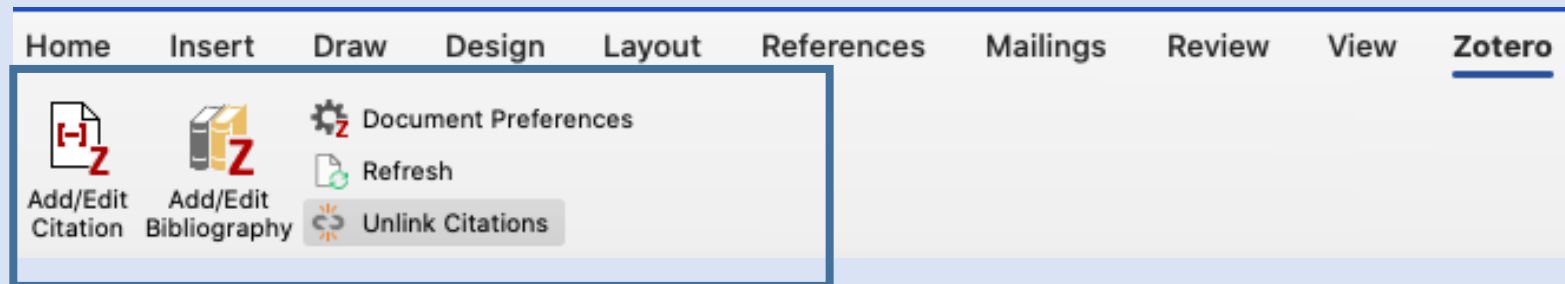 Home Insert Draw Design Layout References Mailings Review View Zotero
[-] Z
Z
Add/Edit Citation
Add/Edit Bibliography
Z Document Preferences
Refresh
Unlink Citations